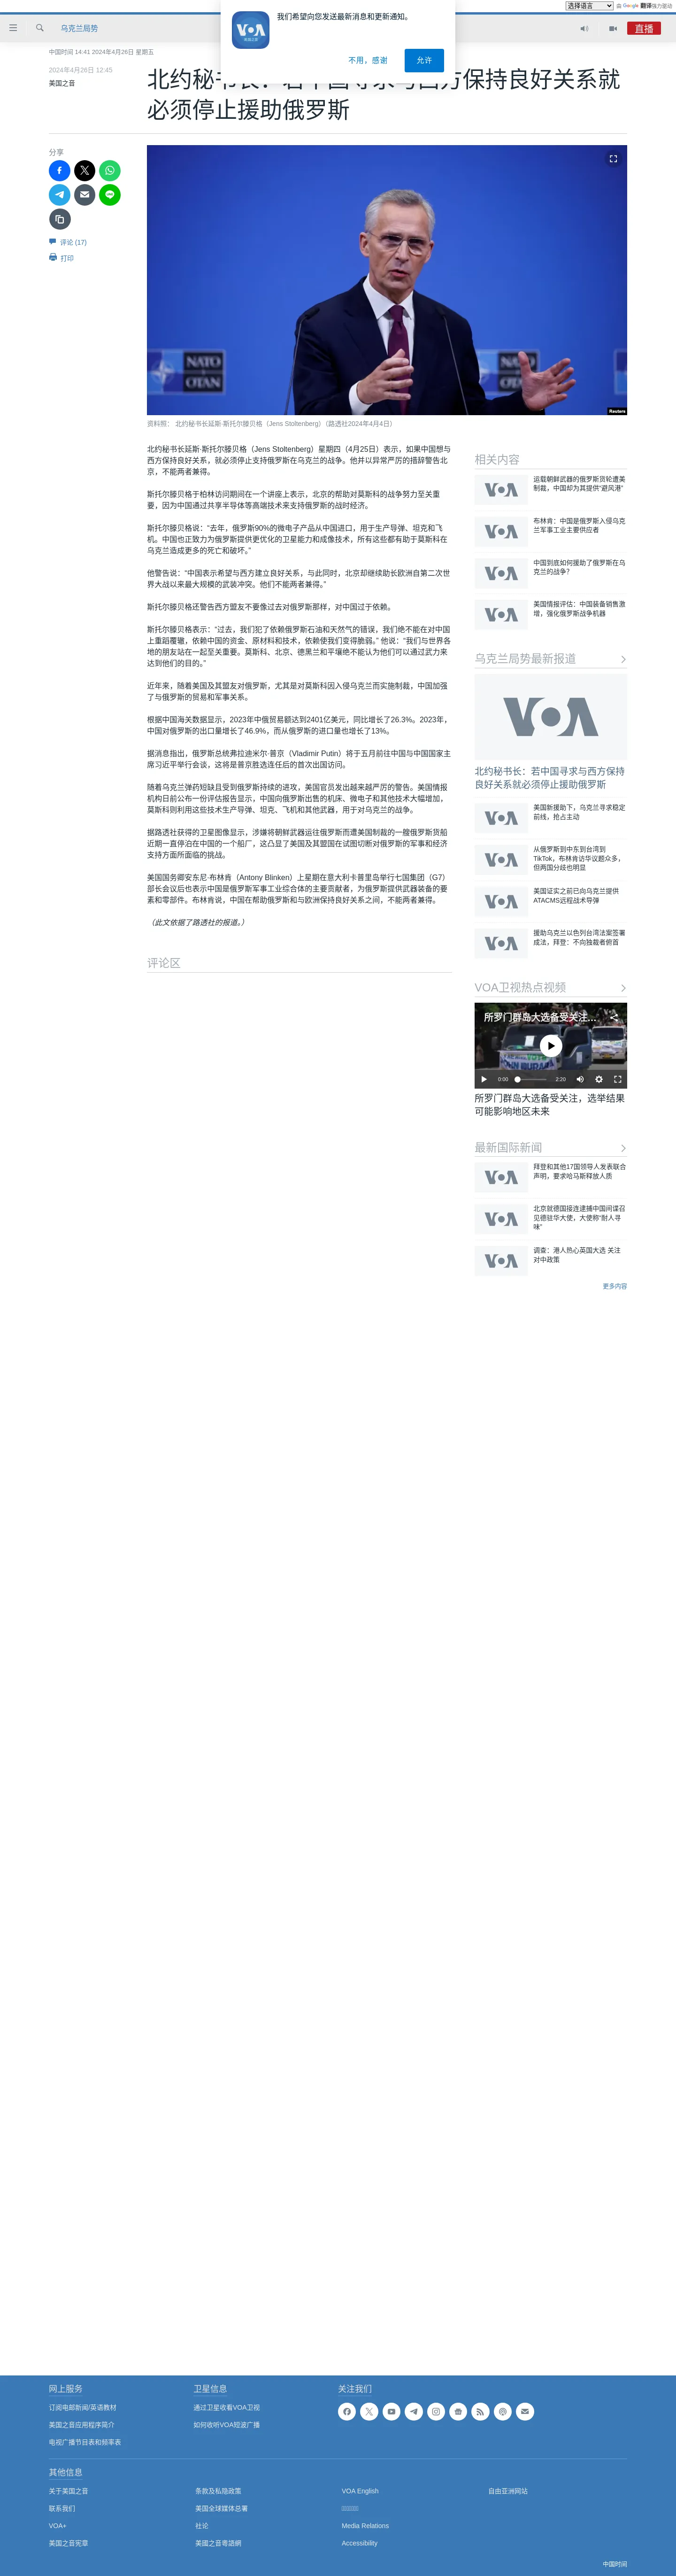 选择语言
由 Google 翻译强力驱动
我们希望向您发送最新消息和更新通知。
不用，感谢
允许
VOA
乌克兰局势
直播
中国时间 14:41 2024年4月26日 星期五
北约秘书长：若中国寻求与西方保持良好关系就
必须停止援助俄罗斯
2024年4月26日 12:45
美国之音
分享
评论 (17)
打印
NATO
OTAN
Reuters
资料照： 北约秘书长延斯·斯托尔滕贝格（Jens Stoltenberg）（路透社2024年4月4日）
北约秘书长延斯·斯托尔滕贝格（Jens Stoltenberg）星期四（4月25日）表示，如果中国想与
西方保持良好关系，就必须停止支持俄罗斯在乌克兰的战争。他并以异常严厉的措辞警告北
京，不能两者兼得。
斯托尔滕贝格于柏林访问期间在一个讲座上表示，北京的帮助对莫斯科的战争努力至关重
要，因为中国通过共享半导体等高端技术来支持俄罗斯的战时经济。
斯托尔滕贝格说：“去年，俄罗斯90%的微电子产品从中国进口，用于生产导弹、坦克和飞
机。中国也正致力为俄罗斯提供更优化的卫星能力和成像技术，所有这些都有助于莫斯科在
乌克兰造成更多的死亡和破坏。”
他警告说：“中国表示希望与西方建立良好关系，与此同时，北京却继续助长欧洲自第二次世
界大战以来最大规模的武装冲突。他们不能两者兼得。”
斯托尔滕贝格还警告西方盟友不要像过去对俄罗斯那样，对中国过于依赖。
斯托尔滕贝格表示：“过去，我们犯了依赖俄罗斯石油和天然气的错误，我们绝不能在对中国
上重蹈覆辙，依赖中国的资金、原材料和技术，依赖使我们变得脆弱。” 他说：“我们与世界各
地的朋友站在一起至关重要。莫斯科、北京、德黑兰和平壤绝不能认为他们可以通过武力来
达到他们的目的。”
近年来，随着美国及其盟友对俄罗斯，尤其是对莫斯科因入侵乌克兰而实施制裁，中国加强
了与俄罗斯的贸易和军事关系。
根据中国海关数据显示，2023年中俄贸易额达到2401亿美元，同比增长了26.3%。2023年，
中国对俄罗斯的出口量增长了46.9%，而从俄罗斯的进口量也增长了13%。
据消息指出，俄罗斯总统弗拉迪米尔·普京（Vladimir Putin）将于五月前往中国与中国国家主
席习近平举行会谈，这将是普京胜选连任后的首次出国访问。
随着乌克兰弹药短缺且受到俄罗斯持续的进攻，美国官员发出越来越严厉的警告。美国情报
机构日前公布一份评估报告显示，中国向俄罗斯出售的机床、微电子和其他技术大幅增加，
莫斯科则利用这些技术生产导弹、坦克、飞机和其他武器，用于对乌克兰的战争。
据路透社获得的卫星图像显示，涉嫌将朝鲜武器运往俄罗斯而遭美国制裁的一艘俄罗斯货船
近期一直停泊在中国的一个船厂，这凸显了美国及其盟国在试图切断对俄罗斯的军事和经济
支持方面所面临的挑战。
美国国务卿安东尼·布林肯（Antony Blinken）上星期在意大利卡普里岛举行七国集团（G7）
部长会议后也表示中国是俄罗斯军事工业综合体的主要贡献者，为俄罗斯提供武器装备的要
素和零部件。布林肯说，中国在帮助俄罗斯和与欧洲保持良好关系之间，不能两者兼得。
（此文依据了路透社的报道。）
评论区
相关内容
运载朝鲜武器的俄罗斯货轮遭美
制裁，中国却为其提供“避风港”
布林肯：中国是俄罗斯入侵乌克
兰军事工业主要供应者
中国到底如何援助了俄罗斯在乌
克兰的战争？
美国情报评估：中国装备销售激
增，强化俄罗斯战争机器
乌克兰局势最新报道
北约秘书长：若中国寻求与西方保持
良好关系就必须停止援助俄罗斯
美国新援助下，乌克兰寻求稳定
前线，抢占主动
从俄罗斯到中东到台湾到
TikTok，布林肯访华议题众多，
但两国分歧也明显
美国证实之前已向乌克兰提供
ATACMS远程战术导弹
援助乌克兰以色列台湾法案签署
成法，拜登：不向独裁者俯首
VOA卫视热点视频
所罗门群岛大选备受关注…
0:00
2:20
所罗门群岛大选备受关注，选举结果
可能影响地区未来
最新国际新闻
拜登和其他17国领导人发表联合
声明，要求哈马斯释放人质
北京就德国接连逮捕中国间谍召
见德驻华大使，大使称“耐人寻
味”
调查：港人热心英国大选 关注
对中政策
更多内容
网上服务
订阅电邮新闻/英语教材
美国之音应用程序简介
电视广播节目表和频率表
卫星信息
通过卫星收看VOA卫视
如何收听VOA短波广播
关注我们
其他信息
关于美国之音
联系我们
VOA+
美国之音宪章
条款及私隐政策
美国全球媒体总署
社论
美國之音粵語網
VOA English
Media Relations
Accessibility
自由亚洲网站
中国时间